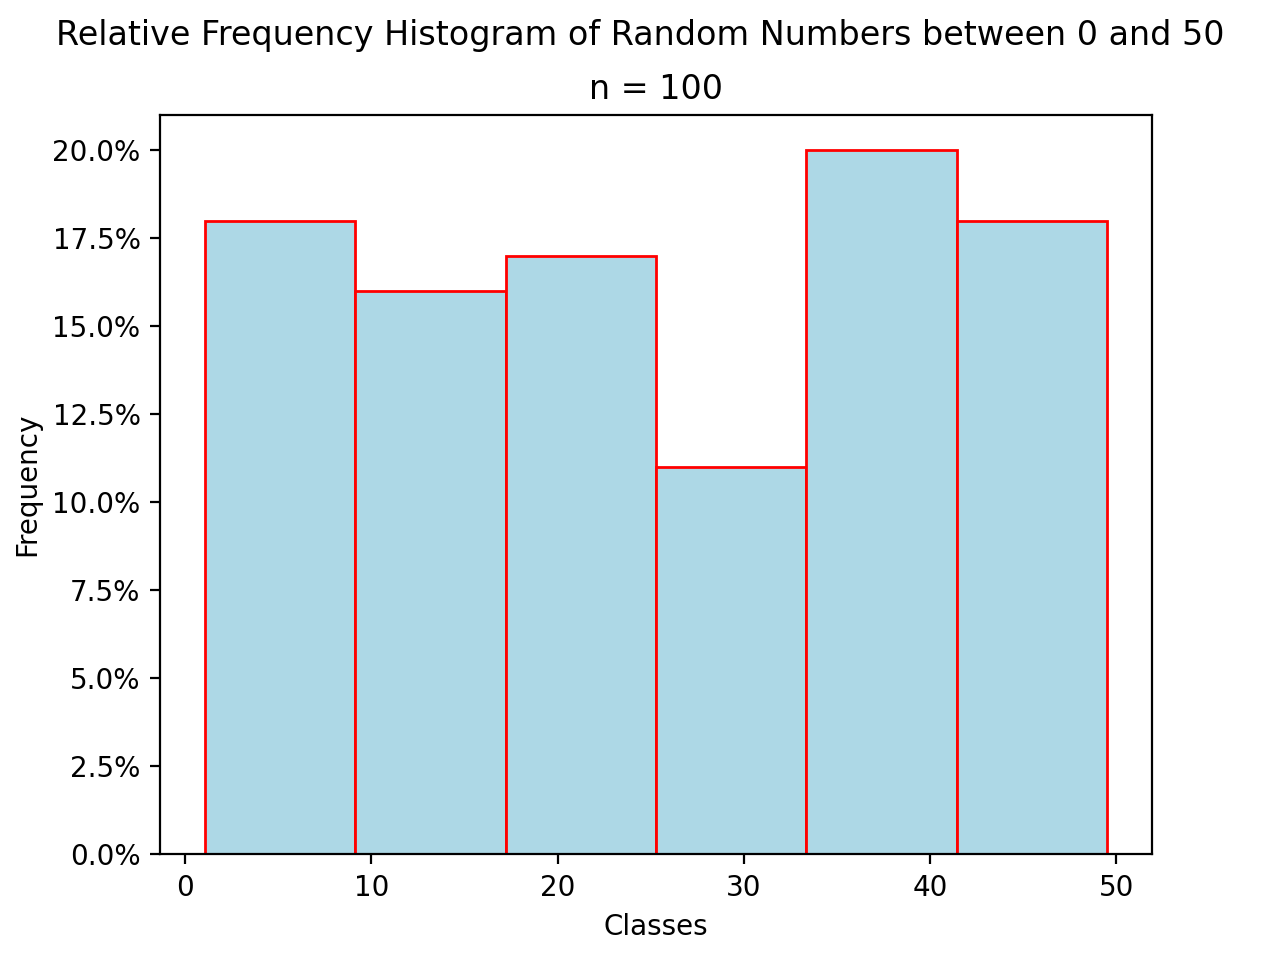 Relative Frequency Histogram of Random Numbers between 0 and 50
n = 100
20.0%
17.5%
15.0%
12.5%
10.0%
7.5%
5.0%
2.5%
0.0%
Frequency
0 10 20 30 40 50
Classes